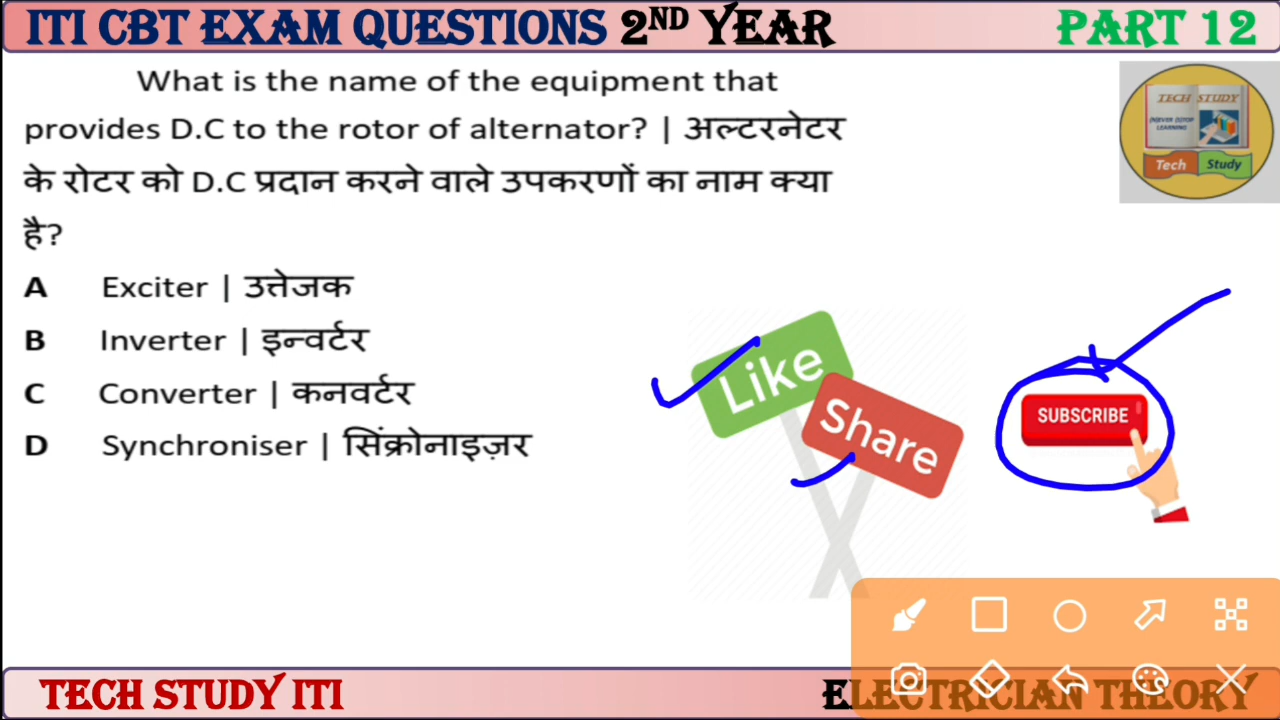 ITI CBT EXAM QUESTIONS 2ND YEAR PART 12
What is the name of the equipment that
provides D.C to the rotor of alternator? | अल्टरनेटर
के रोटर को D.C प्रदान करने वाले उपकरणों का नाम क्या
है?
A Exciter | उत्तेजक
B Inverter | इन्वर्टर
C Converter | कनवर्टर
D Synchroniser | सिंक्रोनाइज़र
TECH STUDY
LEARNING
Tech Study
Like
Share
SUBSCRIBE
TECH STUDY ITI ELECTRICIAN THEORY